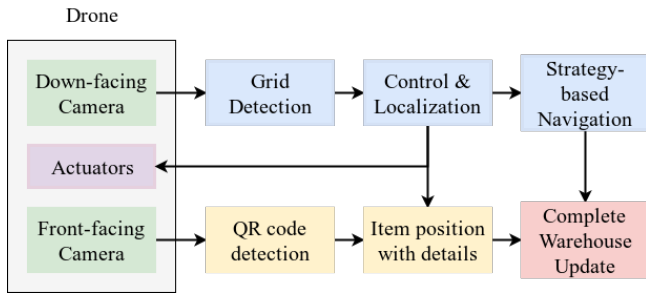 Drone
Down-facing
Camera
Grid
Detection
Control &
Localization
Strategy-
based
Navigation
Actuators
Front-facing
Camera
QR code
detection
Item position
with details
Complete
Warehouse
Update